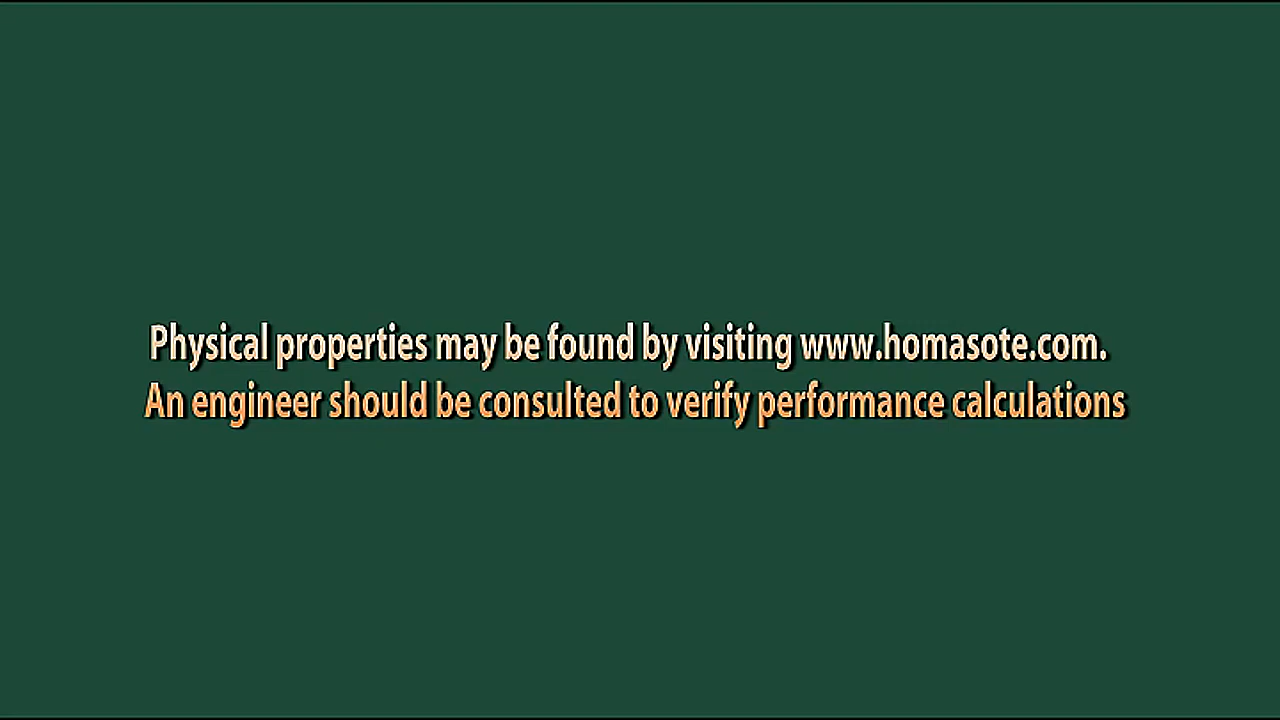 Physical properties may be found by visiting www.homasote.com.
An engineer should be consulted to verify performance calculations